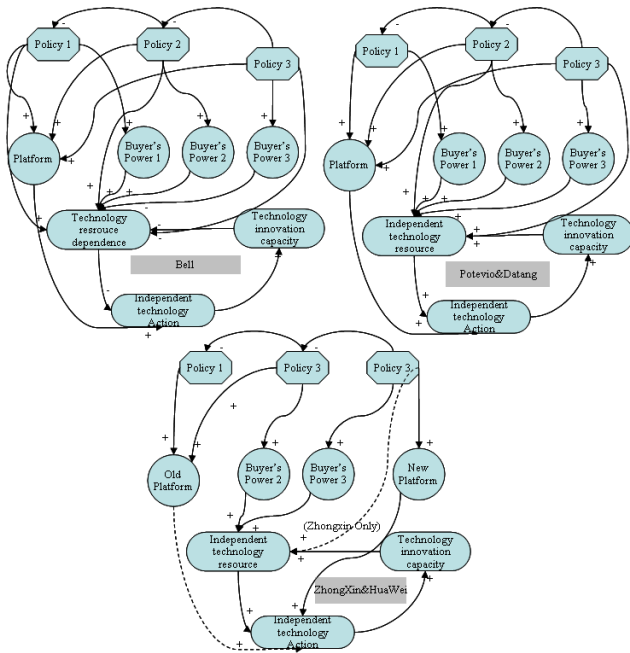 Policy 1
Policy 2
Policy 3
Platform
Buyer's
Power 1
Buyer's
Power 2
Buyer's
Power 3
Technology
resrouce
dependence
Technology
innovation
capacity
Bell
Independent
technology
Action
Policy 1
Policy 2
Policy 3
Platform
Buyer's
Power 1
Buyer's
Power 2
Buyer's
Power 3
Independent
technology
resource
Technology
innovation
capacity
Potevio&Datang
Independent
technology
Action
Policy 1
Policy 3
Policy 3
Old
Platform
Buyer's
Power 2
Buyer's
Power 3
New
Platform
(Zhongxin Only)
Independent
technology
resource
Technology
innovation
capacity
ZhongXin&HuaWei
Independent
technology
Action